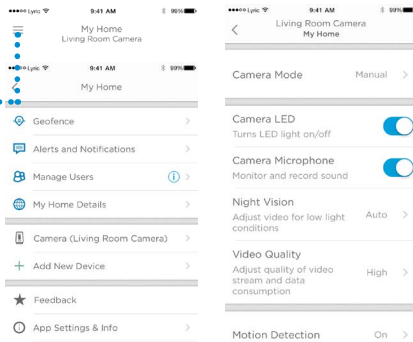 Lyric 9:41 AM 99%
My Home
Living Room Camera
Lyric 9:41 AM 99%
My Home
Geofence
Alerts and Notifications
Manage Users
My Home Details
Camera (Living Room Camera)
Add New Device
Feedback
App Settings & Info
Lyric 9:41 AM 99%
Living Room Camera
My Home
Camera Mode Manual
Camera LED
Turns LED light on/off
Camera Microphone
Monitor and record sound
Night Vision
Adjust video for low light Auto
conditions
Video Quality
Adjust quality of video
stream and data High
consumption
Motion Detection On